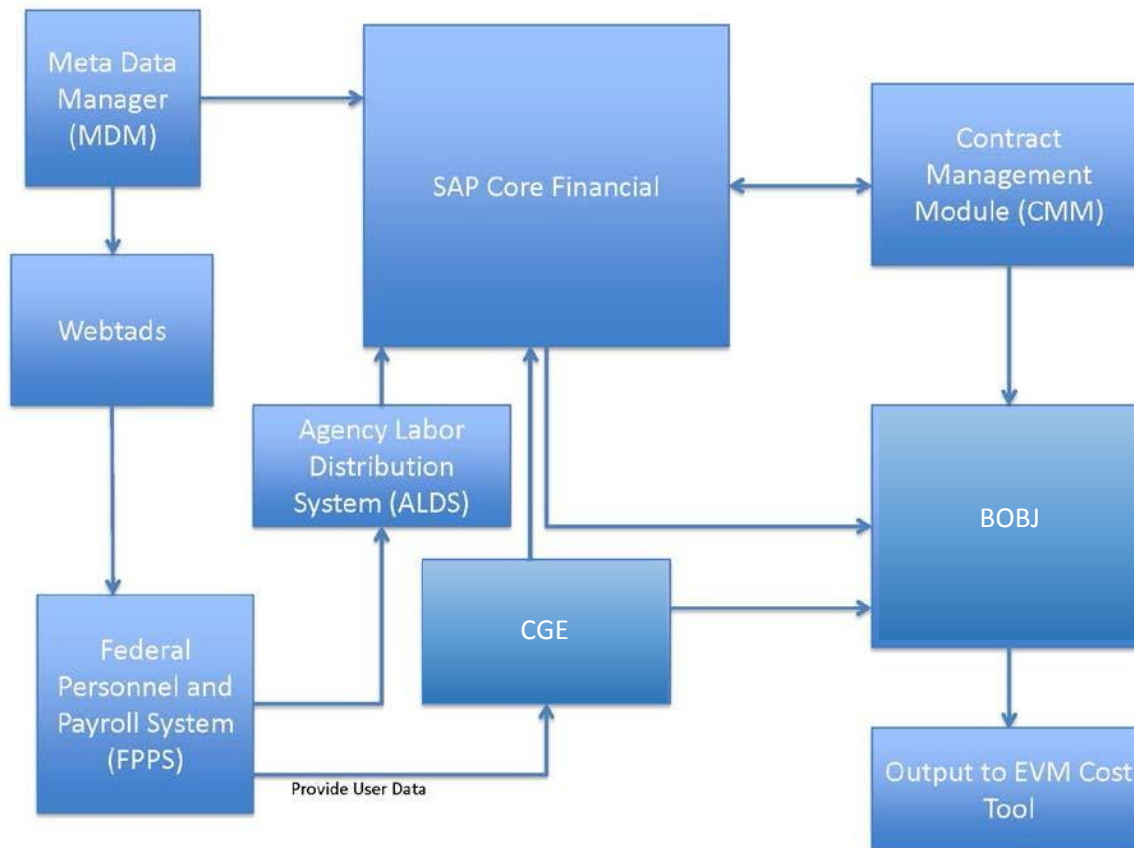 Meta Data
Manager
(MDM)
SAP Core Financial
Contract
Management
Module (CMM)
Webtads
Agency Labor
Distribution
System (ALDS)
BOBJ
CGE
Federal
Personnel and
Payroll System
(FPPS)
Provide User Data
Output to EVM Cost
Tool